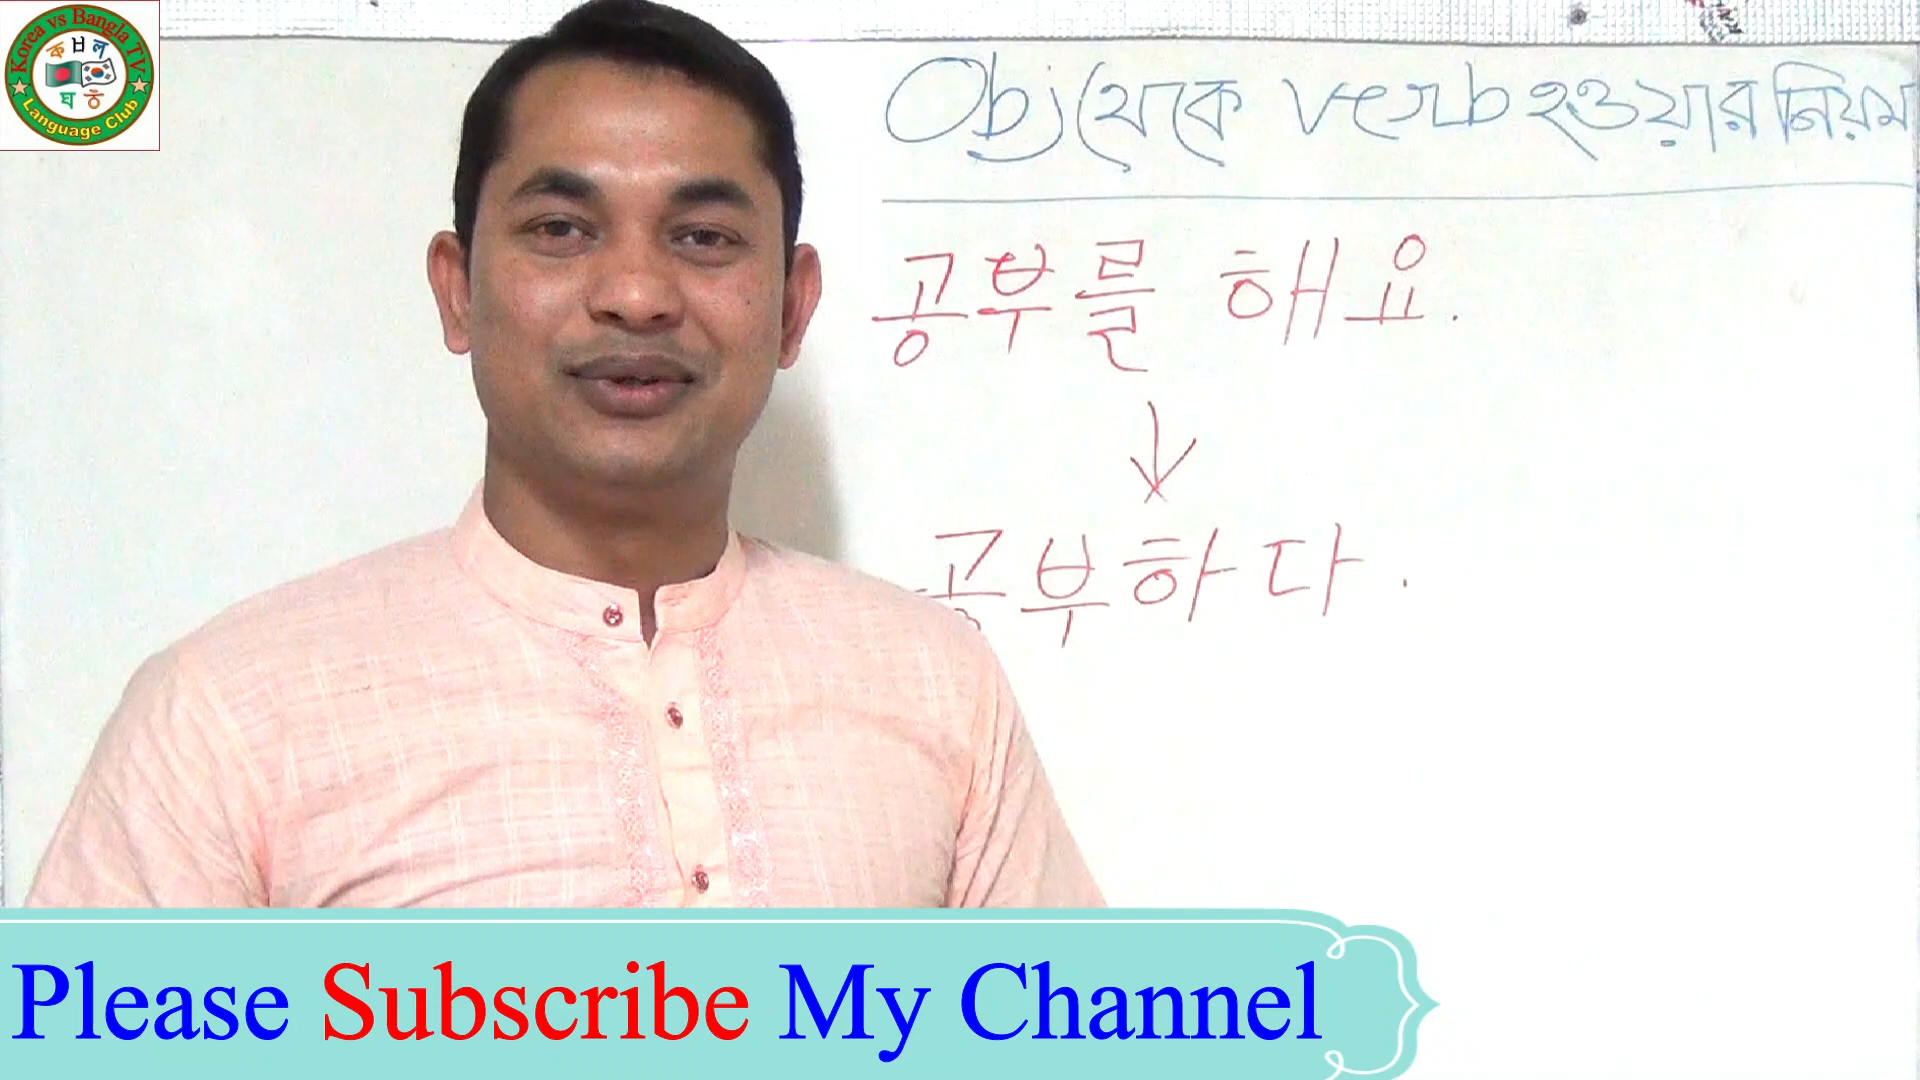 Korea vs Bangla TV
ক ㅂ ল
ঘ ㅎ
Language Club
Obj থেকে verb হওয়ার নিয়ম
공부를 해요.
공부하다.
Please Subscribe My Channel